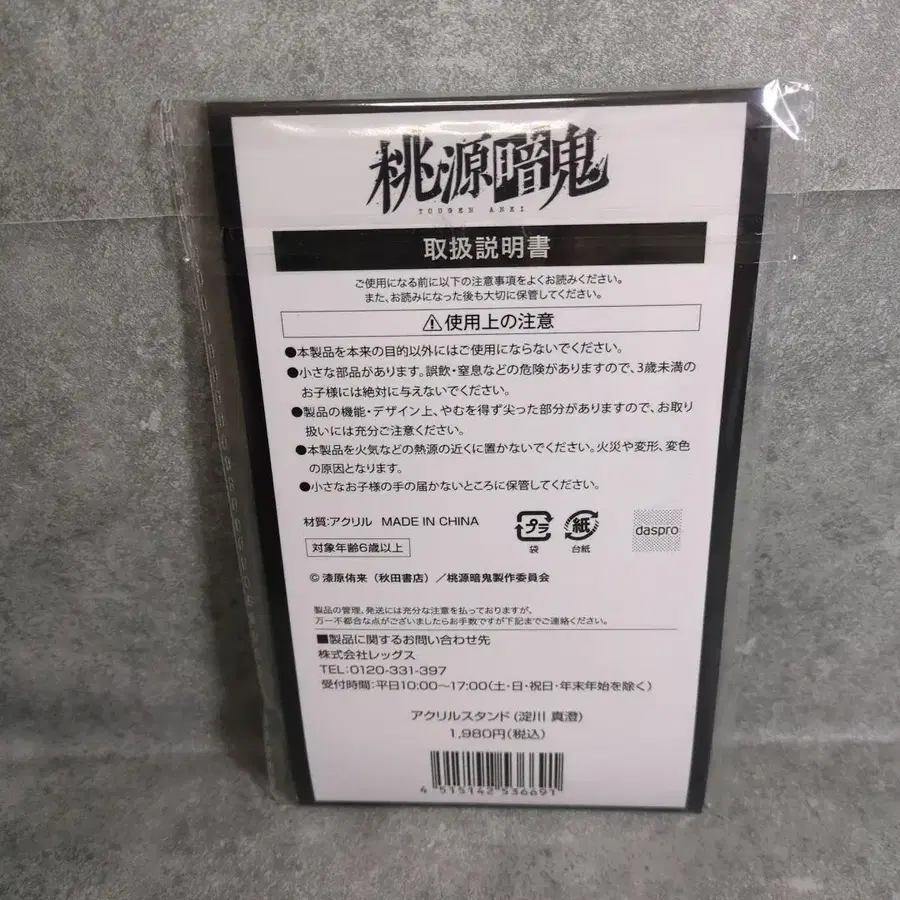 桃源暗鬼
TOUGEN ANKI
取扱説明書
ご使用になる前に以下の注意事項をよくお読みください。
また、お読みになった後も大切に保管してください。
⚠使用上の注意
●本製品を本来の目的以外にはご使用にならないでください。
●小さな部品があります。誤飲・窒息などの危険がありますので、3歳未満の
お子様には絶対に与えないでください。
●製品の機能・デザイン上、やむを得ず尖った部分がありますので、お取り
扱いには充分ご注意ください。
●本製品を火気などの熱源の近くに置かないでください。火災や変形、変色
の原因となります。
●小さなお子様の手の届かないところに保管してください。
材質:アクリル MADE IN CHINA
プラ
袋
紙
台紙
daspro
対象年齢6歳以上
© 漆原侑来（秋田書店）／桃源暗鬼製作委員会
製品の管理、発送には充分な注意を払っておりますが、
万一不都合な点がございましたらお手数ですが下記までご連絡ください。
■製品に関するお問い合わせ先
株式会社レッグス
TEL:0120-331-397
受付時間:平日10:00〜17:00(土・日・祝日・年末年始を除く)
アクリルスタンド(淀川 真澄)
1,980円(税込)
4 515142 536691